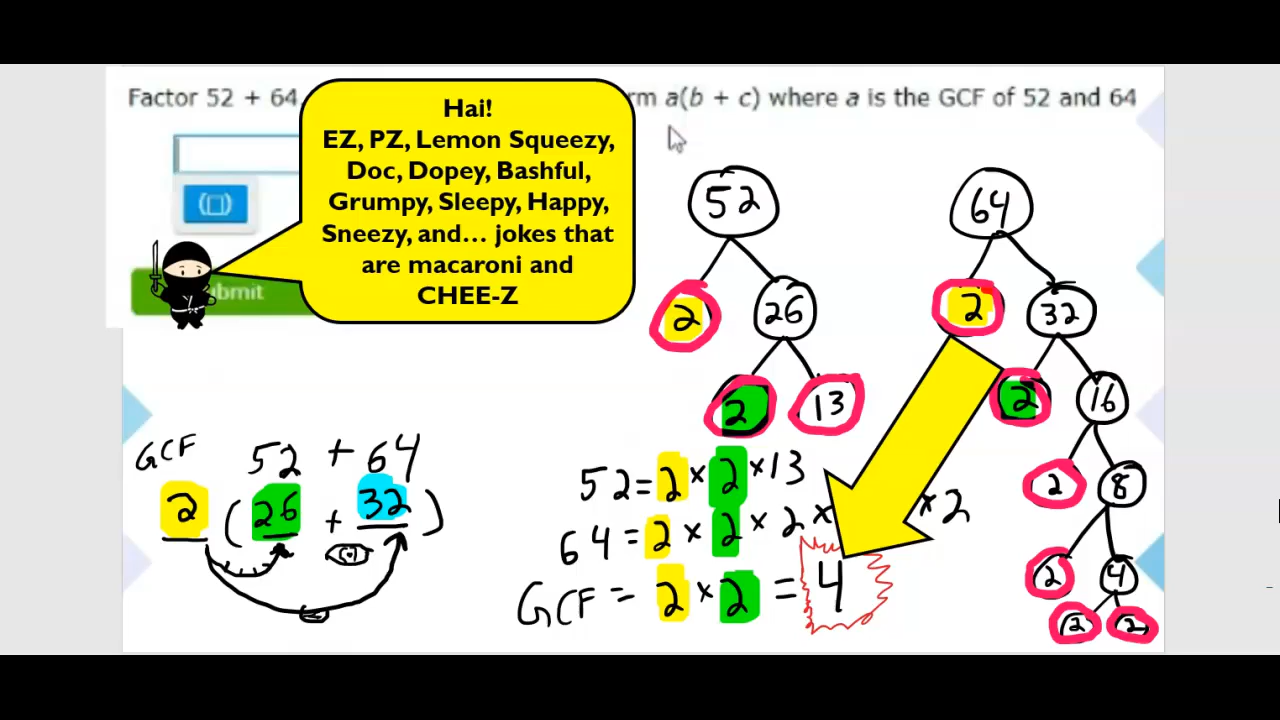 Factor 52 + 64
rm a(b + c) where a is the GCF of 52 and 64
Hai!
EZ, PZ, Lemon Squeezy,
Doc, Dopey, Bashful,
Grumpy, Sleepy, Happy,
Sneezy, and... jokes that
are macaroni and
CHEE-Z
(□)
ubmit
52
64
2
26
2
32
2
13
2
16
2
8
2
4
2
2
GCF
52 + 64
2 (26 + 32)
52 = 2 × 2 × 13
64 = 2 × 2 × 2 × × 2
GCF = 2 × 2 = 4